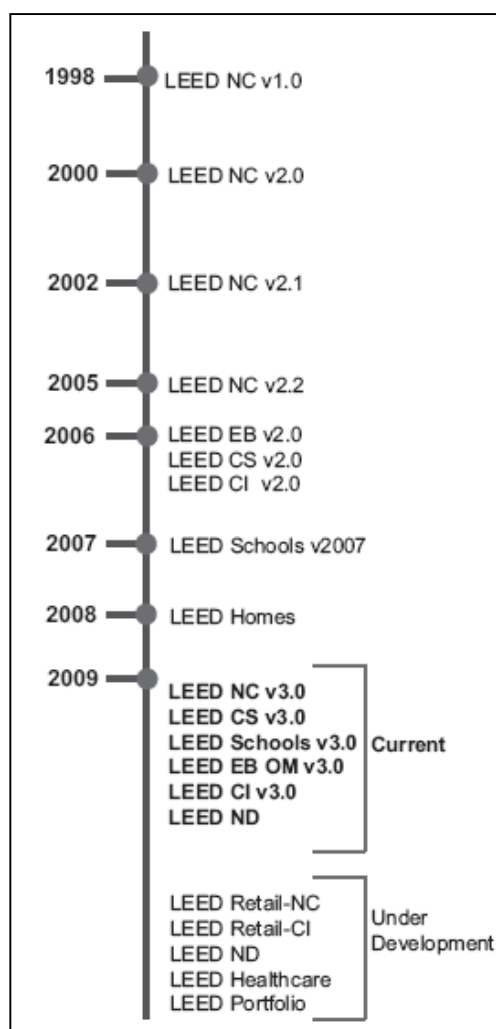 1998 LEED NC v1.0
2000 LEED NC v2.0
2002 LEED NC v2.1
2005 LEED NC v2.2
2006 LEED EB v2.0
LEED CS v2.0
LEED CI v2.0
2007 LEED Schools v2007
2008 LEED Homes
2009
LEED NC v3.0
LEED CS v3.0
LEED Schools v3.0 Current
LEED EB OM v3.0
LEED CI v3.0
LEED ND
LEED Retail-NC
LEED Retail-CI Under
LEED ND Development
LEED Healthcare
LEED Portfolio